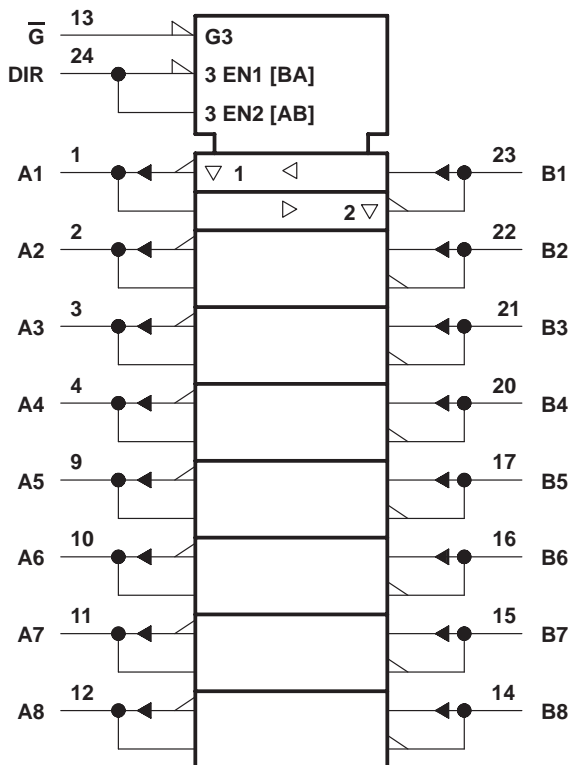 G̅ 13 G3
DIR 24 3 EN1 [BA]
3 EN2 [AB]
A1 1 ▽ 1 ◁ 23 B1
▷ 2 ▽
A2 2 22 B2
A3 3 21 B3
A4 4 20 B4
A5 9 17 B5
A6 10 16 B6
A7 11 15 B7
A8 12 14 B8